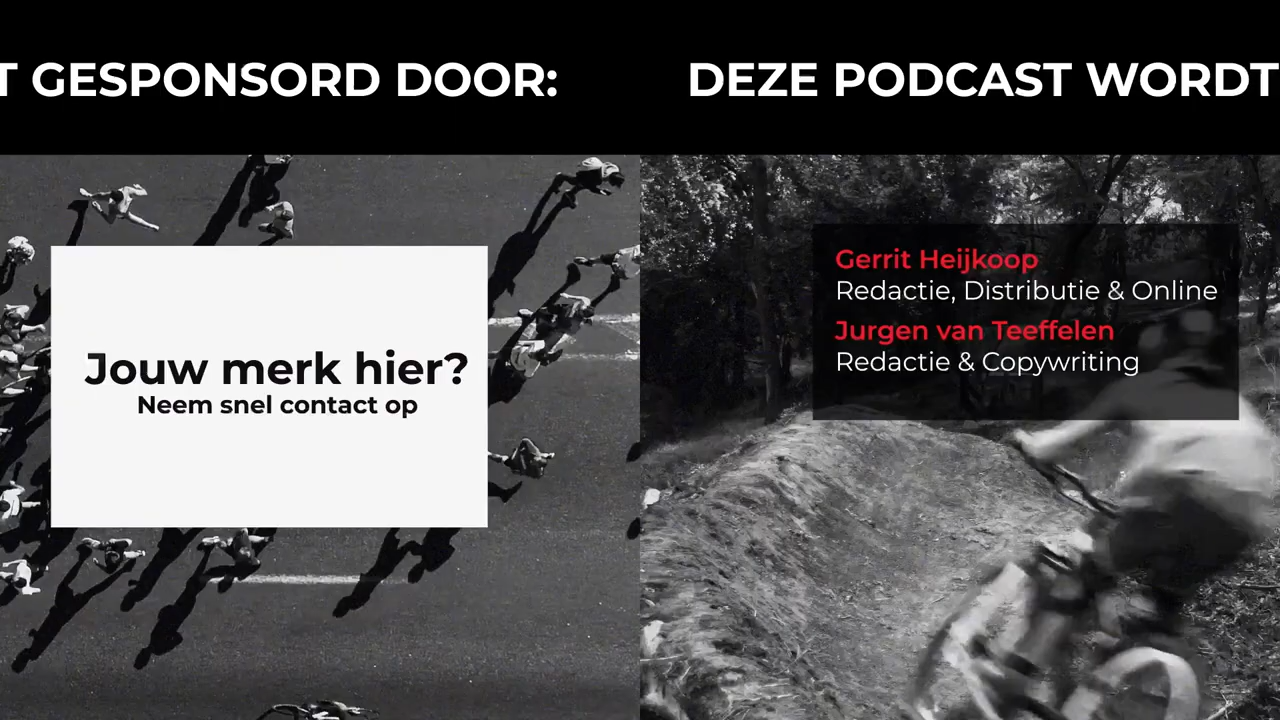 T GESPONSORD DOOR:
DEZE PODCAST WORDT
Jouw merk hier?
Neem snel contact op
Gerrit Heijkoop
Redactie, Distributie & Online
Jurgen van Teeffelen
Redactie & Copywriting